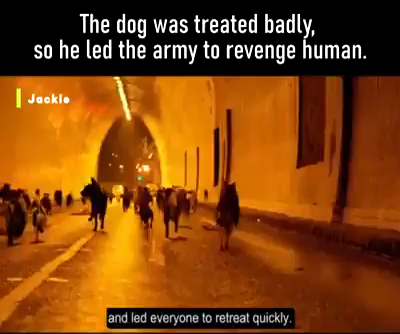 The dog was treated badly,
so he led the army to revenge human.
Jackie
and led everyone to retreat quickly.